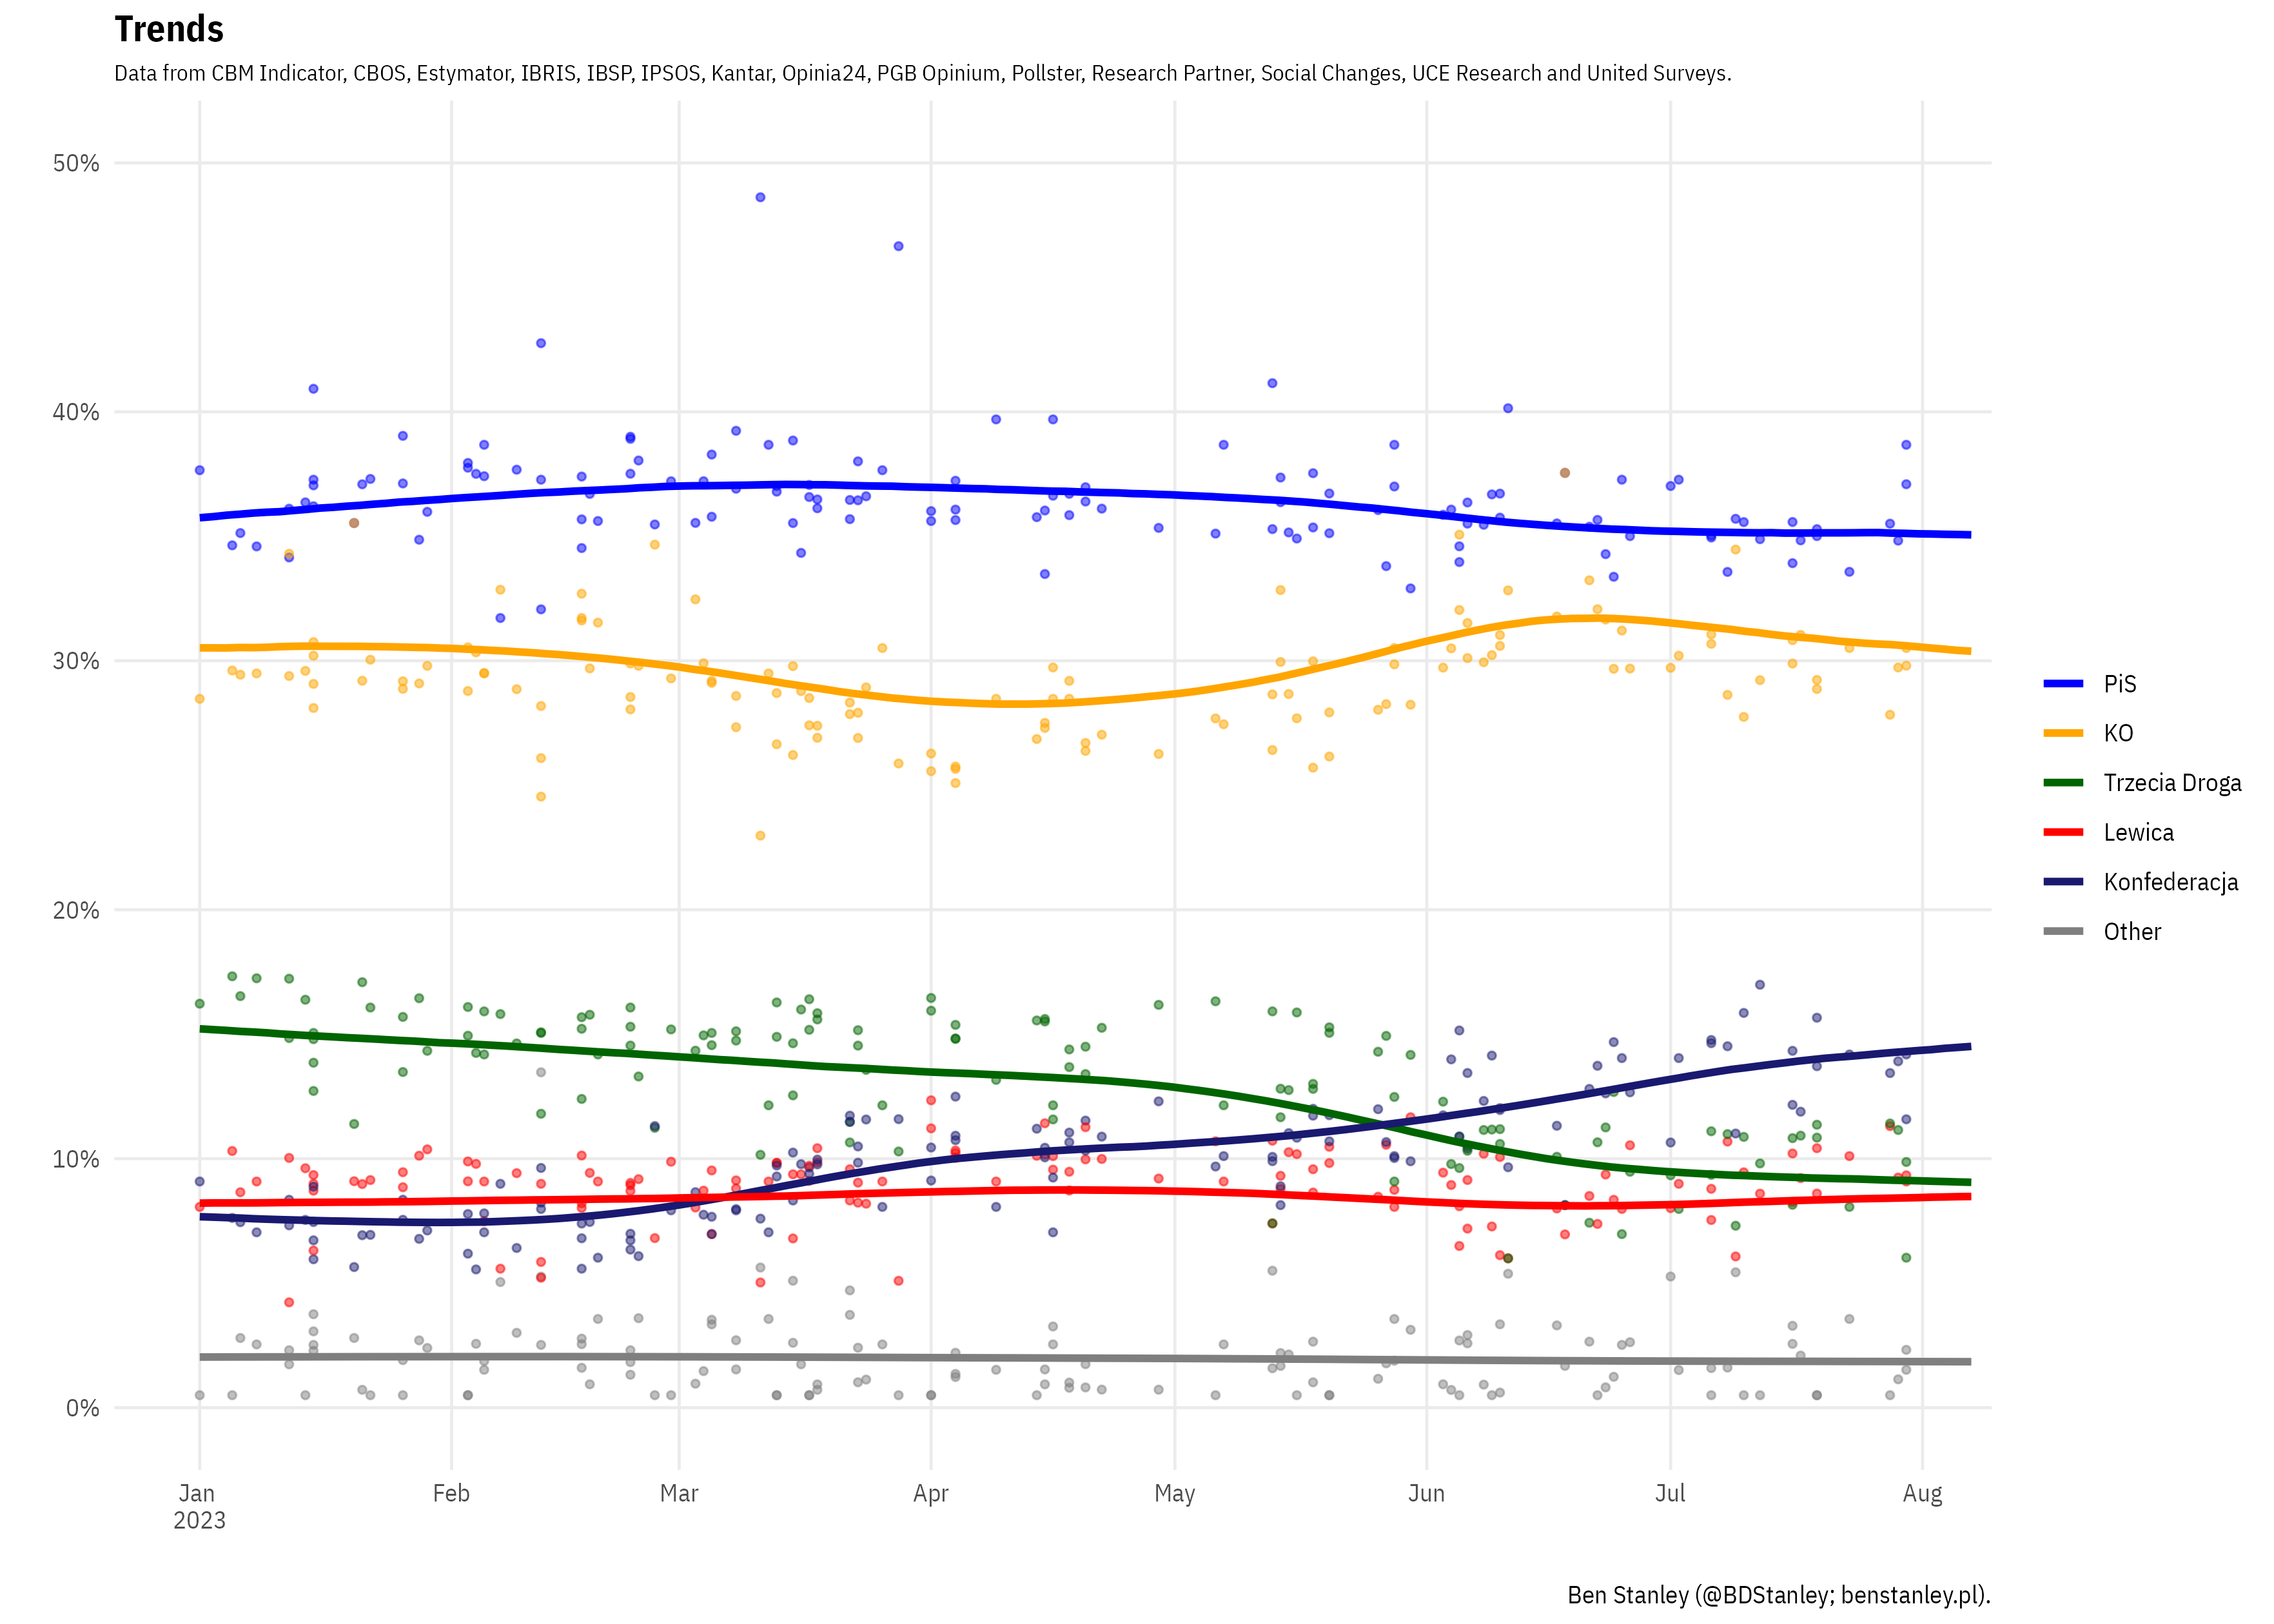 Trends
Data from CBM Indicator, CBOS, Estymator, IBRIS, IBSP, IPSOS, Kantar, Opinia24, PGB Opinium, Pollster, Research Partner, Social Changes, UCE Research and United Surveys.
50%
40%
30%
20%
10%
0%
Jan
2023
Feb
Mar
Apr
May
Jun
Jul
Aug
PiS
KO
Trzecia Droga
Lewica
Konfederacja
Other
Ben Stanley (@BDStanley; benstanley.pl).